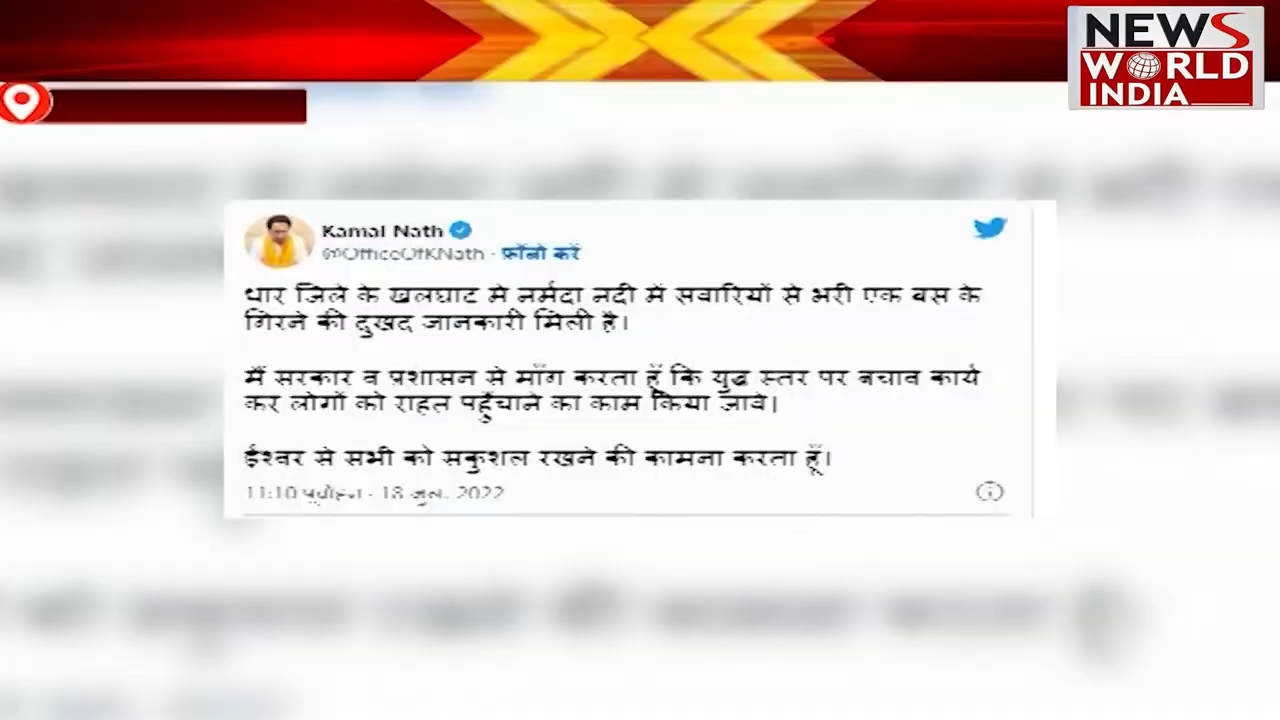 NEWS
WORLD
INDIA
Kamal Nath
@OfficeOfKNath · फ़ॉलो करें
धार ज़िले के खलघाट में नर्मदा नदी में सवारियों से भरी एक बस के
गिरने की दुखद जानकारी मिली है।
मैं सरकार व प्रशासन से माँग करता हूँ कि युद्ध स्तर पर बचाव कार्य
कर लोगों को राहत पहुँचाने का काम किया जावे।
ईश्वर से सभी को सकुशल रखने की कामना करता हूँ।
11:10 पूर्वाह्न · 18 जुल॰ 2022